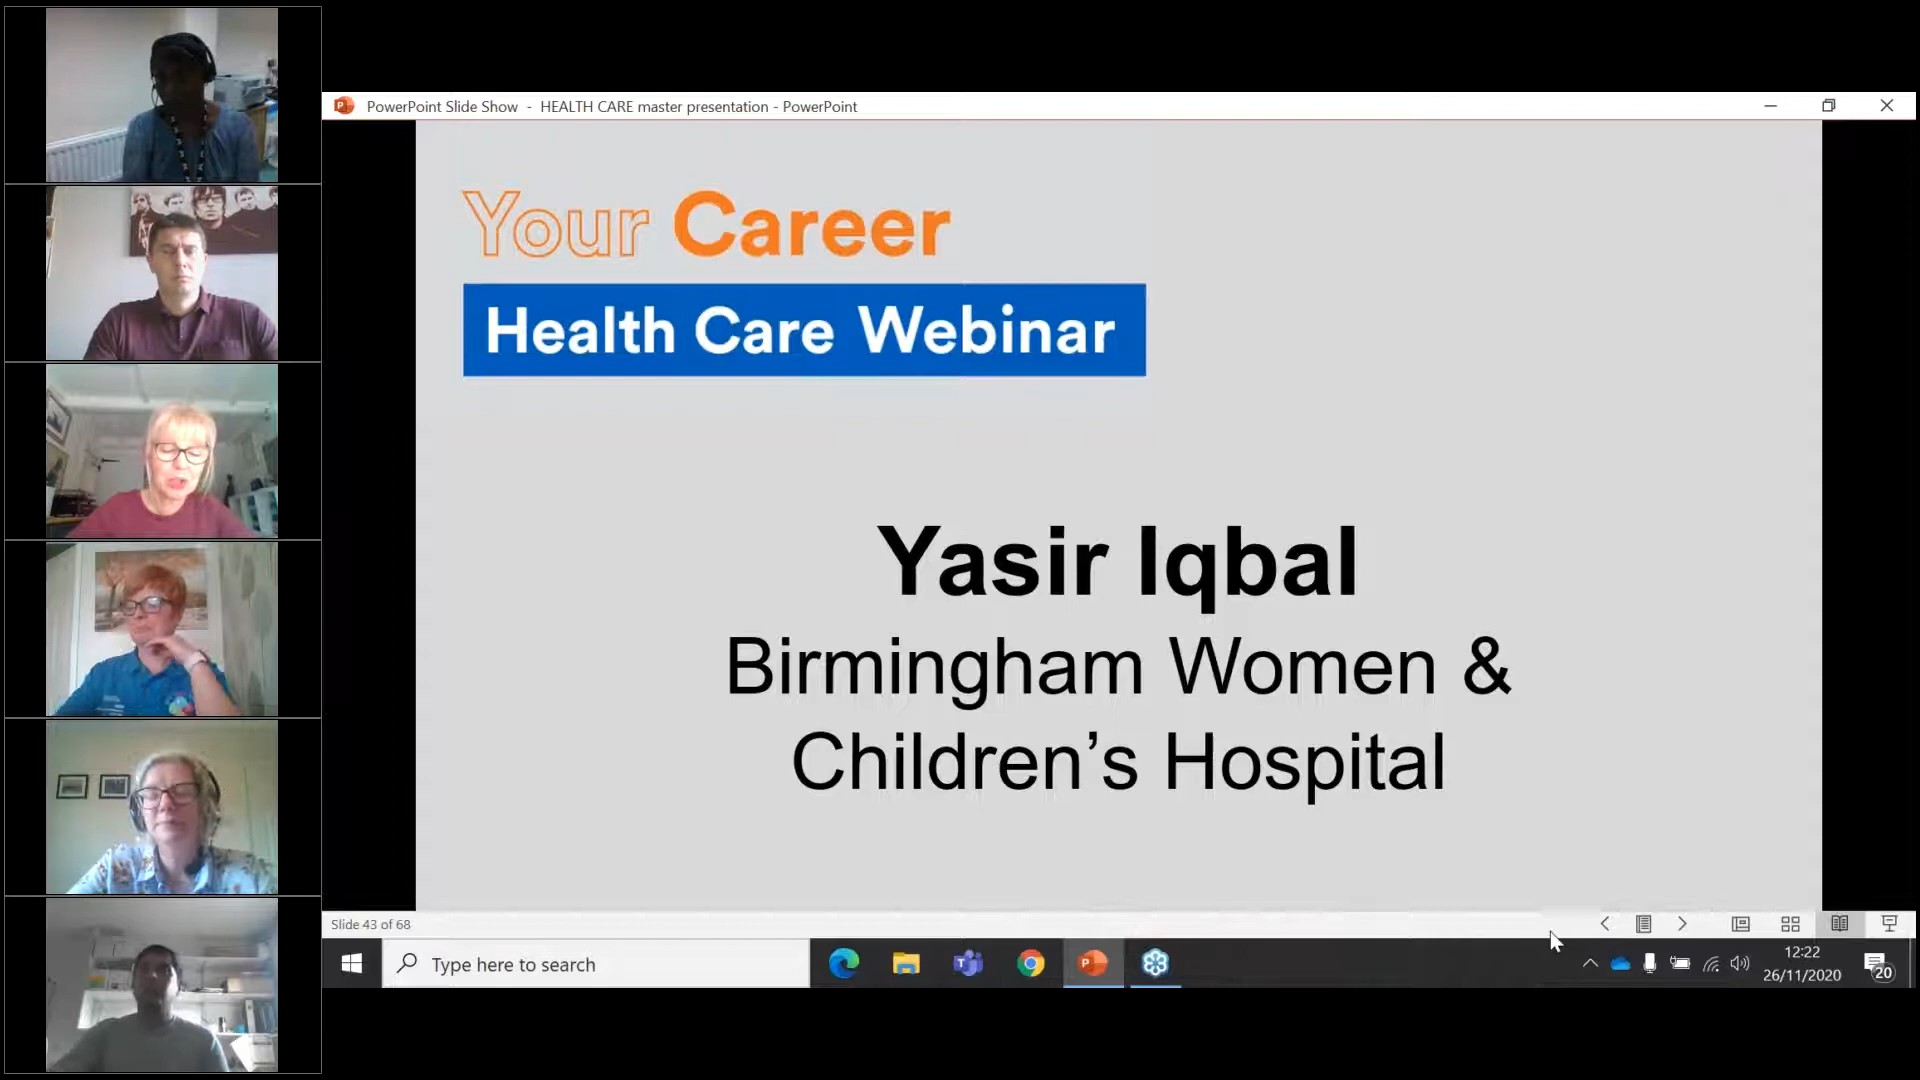 PowerPoint Slide Show - HEALTH CARE master presentation - PowerPoint
Your Career
Health Care Webinar
Yasir Iqbal
Birmingham Women &
Children’s Hospital
Slide 43 of 68
Type here to search
12:22
26/11/2020
20